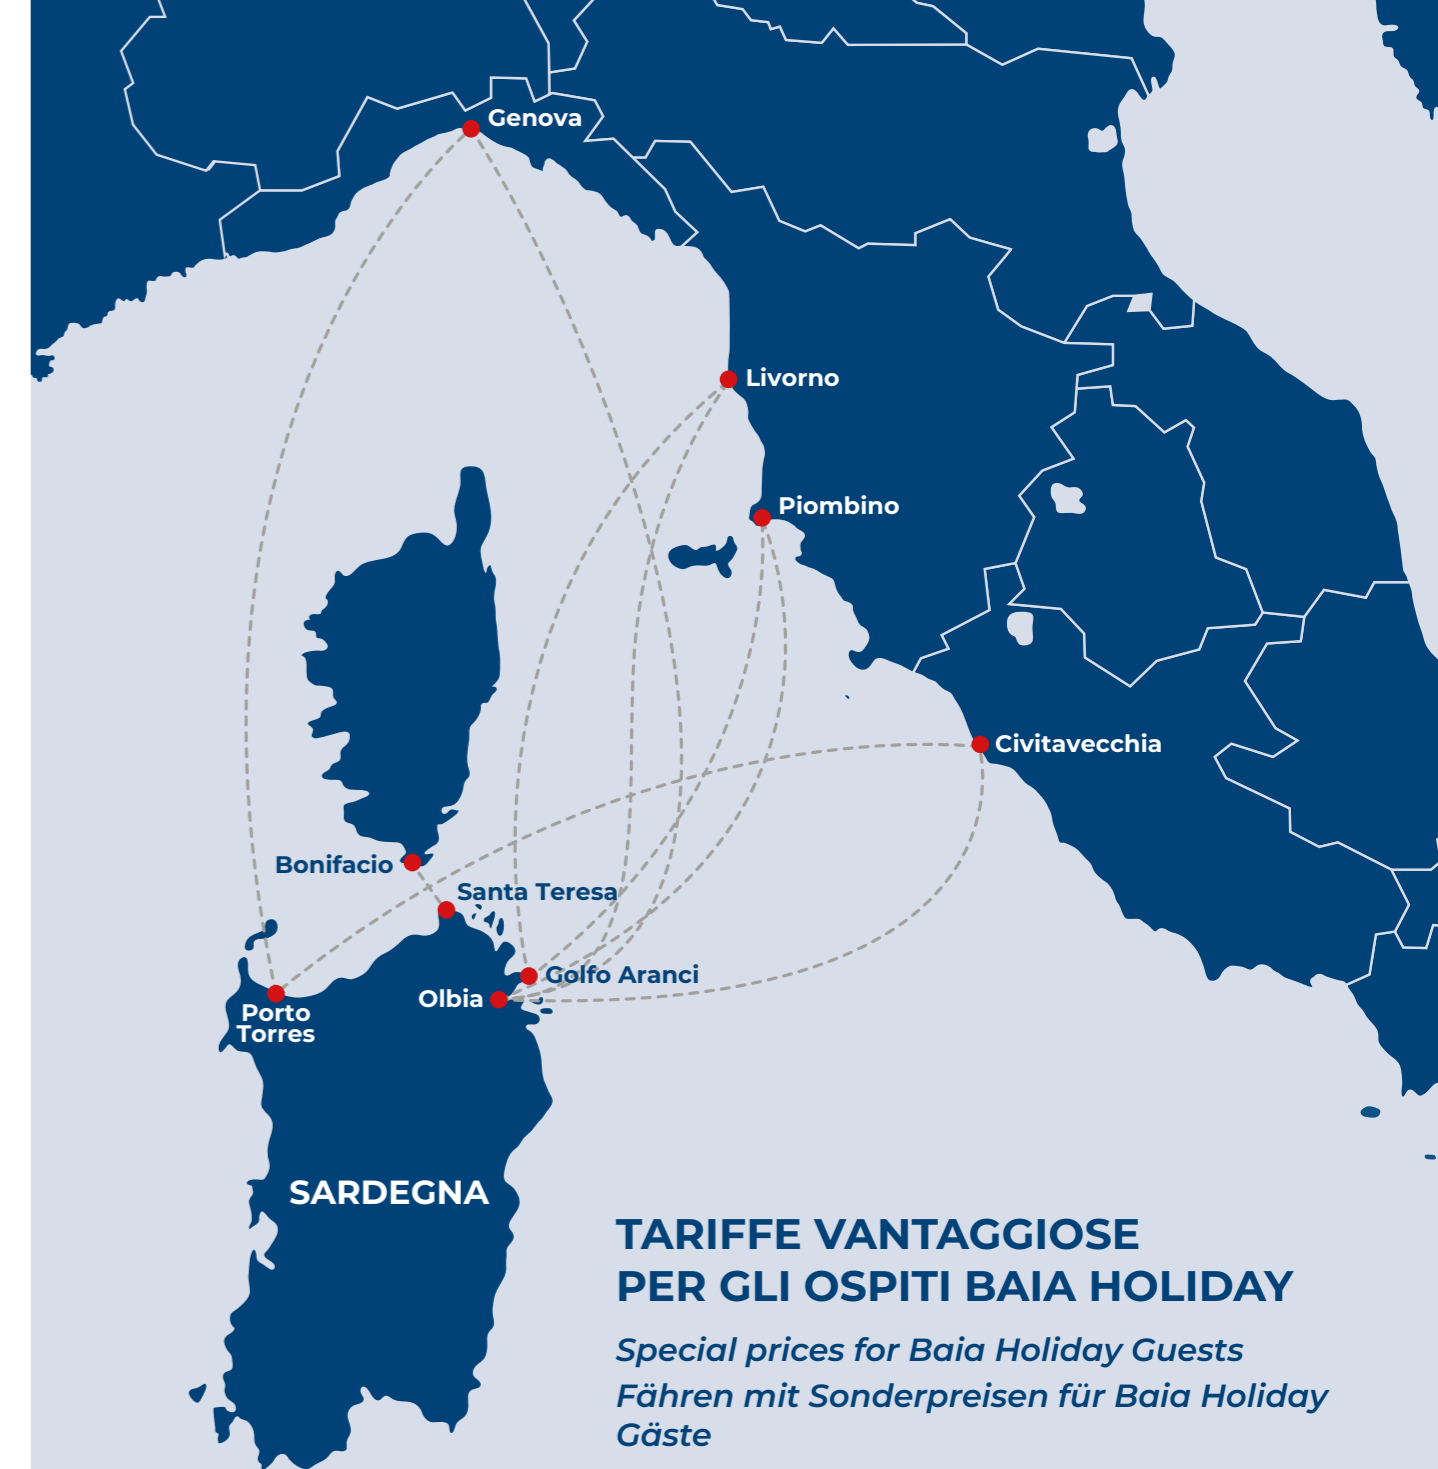 Genova
Livorno
Piombino
Civitavecchia
Bonifacio
Santa Teresa
Golfo Aranci
Olbia
Porto
Torres
SARDEGNA
TARIFFE VANTAGGIOSE
PER GLI OSPITI BAIA HOLIDAY
Special prices for Baia Holiday Guests
Fähren mit Sonderpreisen für Baia Holiday
Gäste